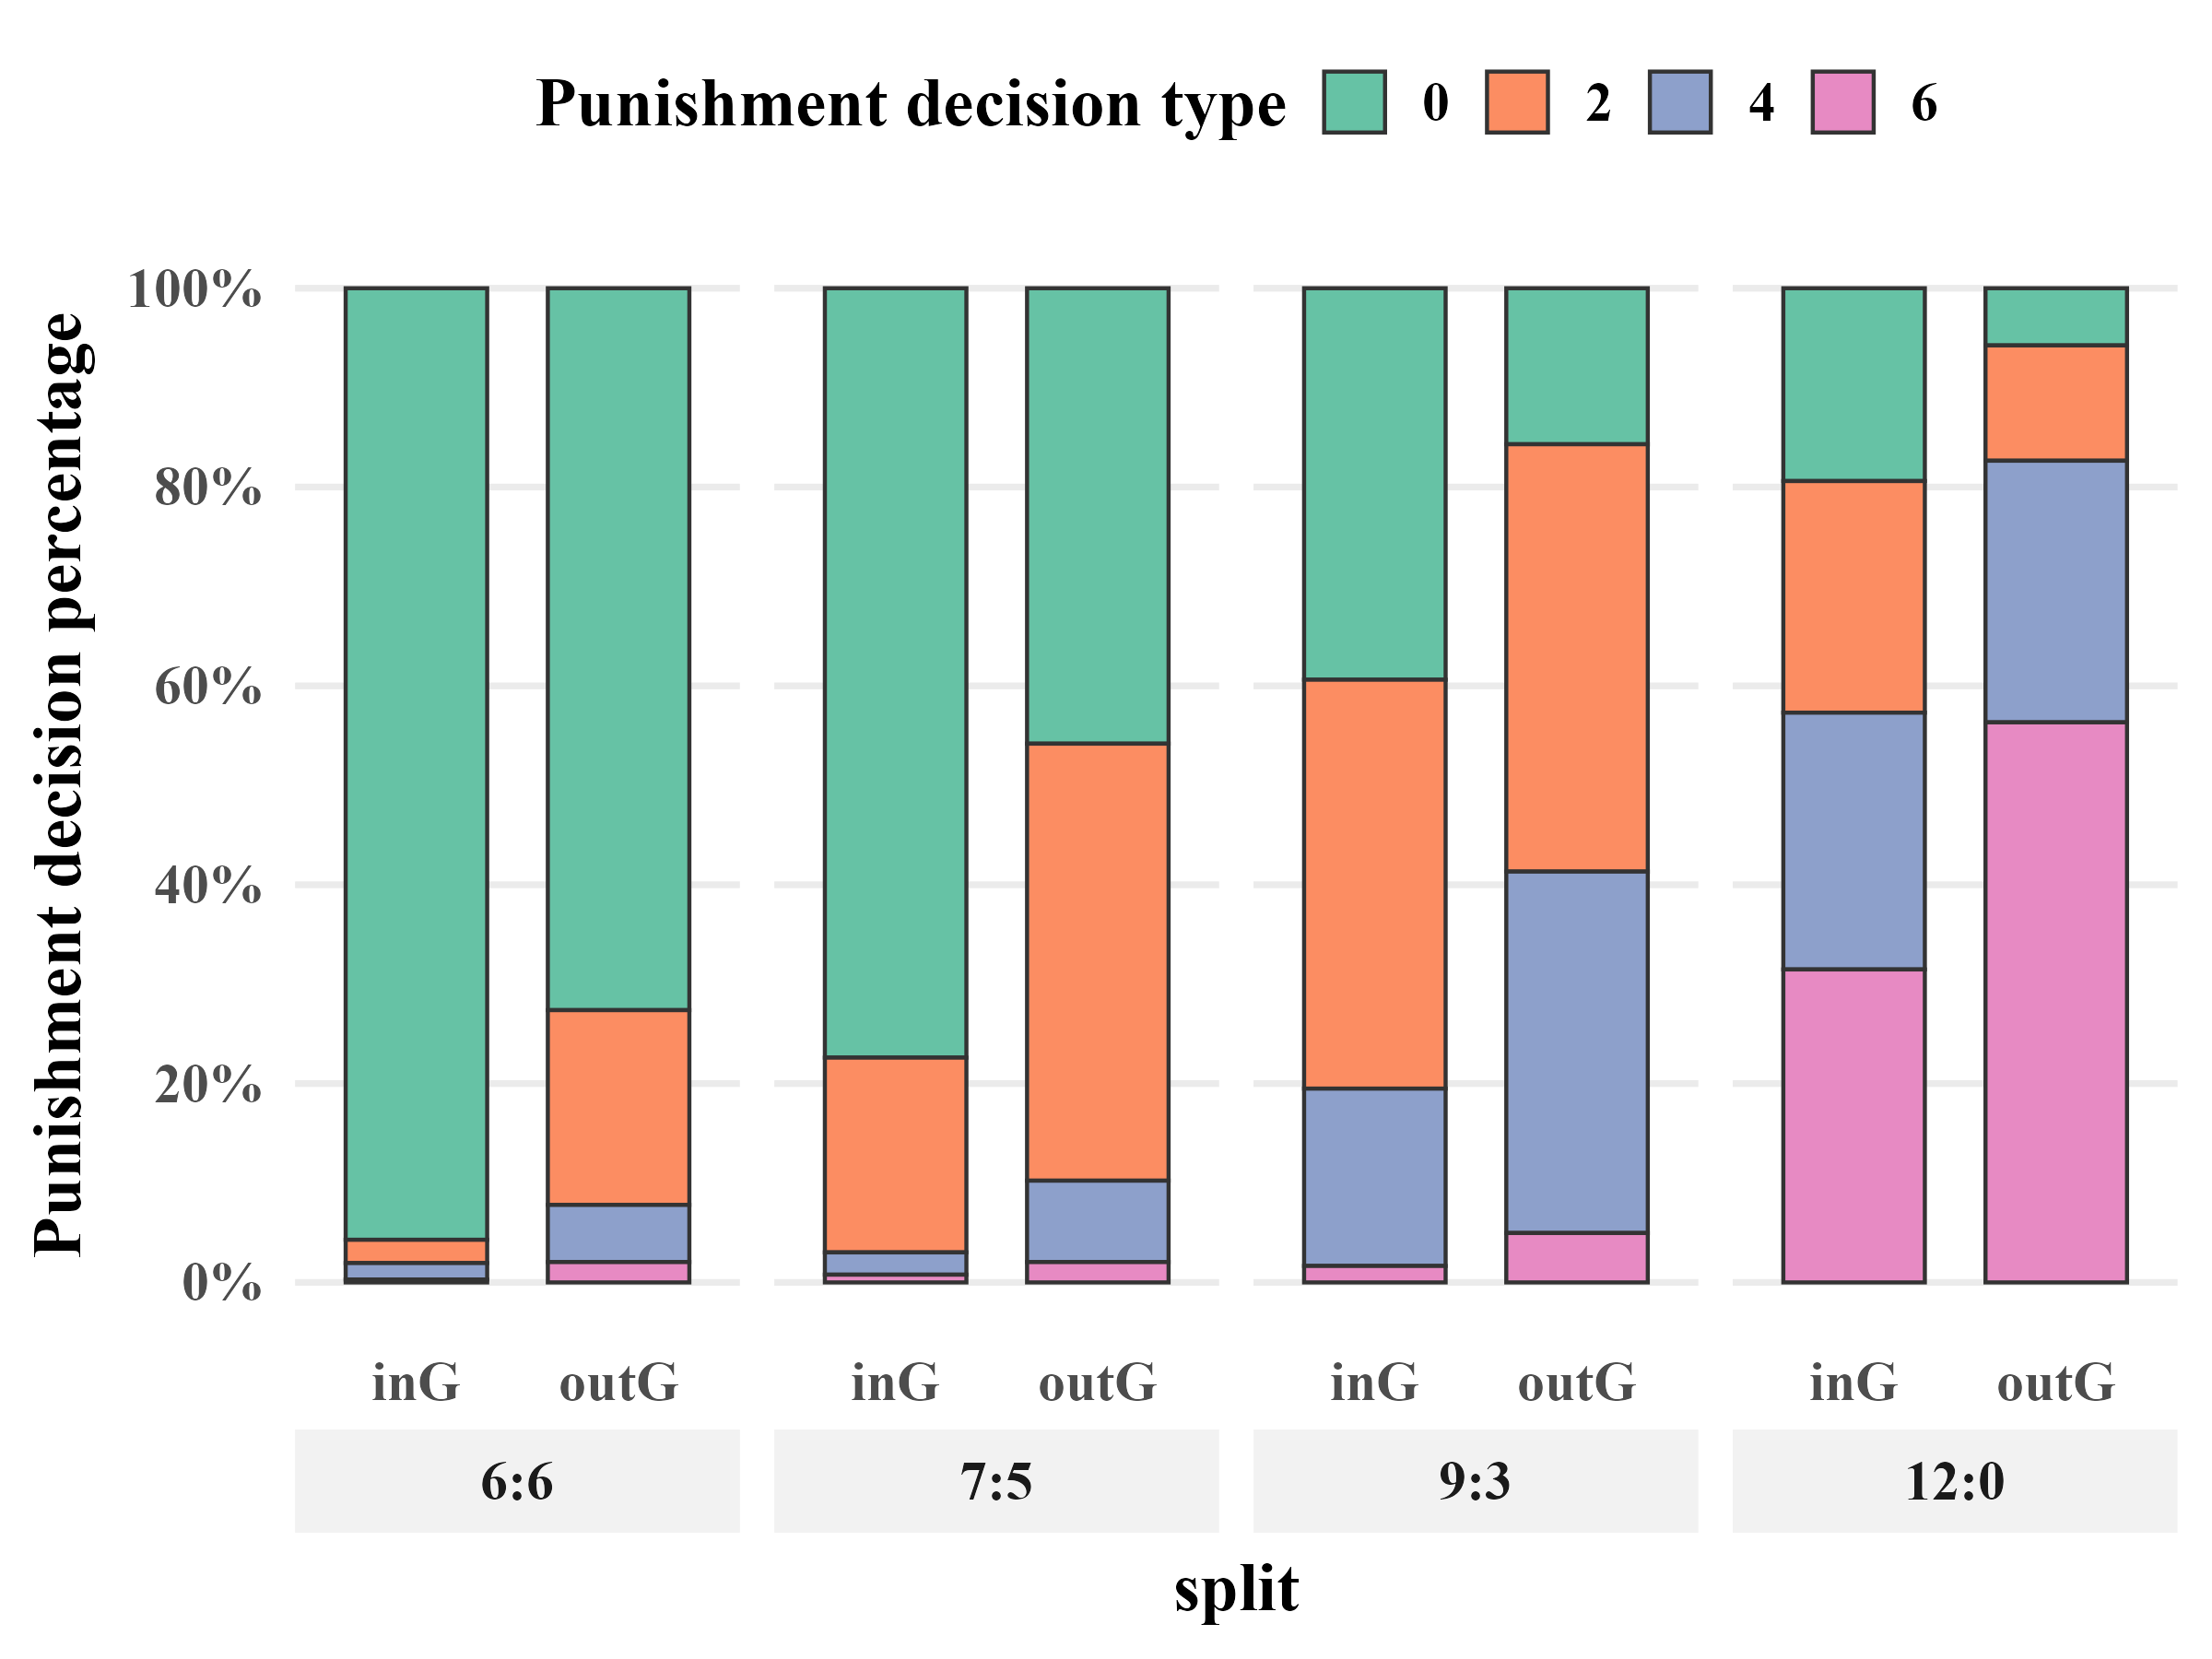 Punishment decision type 0 2 4 6
Punishment decision percentage
100%
80%
60%
40%
20%
0%
inG outG inG outG inG outG inG outG
6:6 7:5 9:3 12:0
split